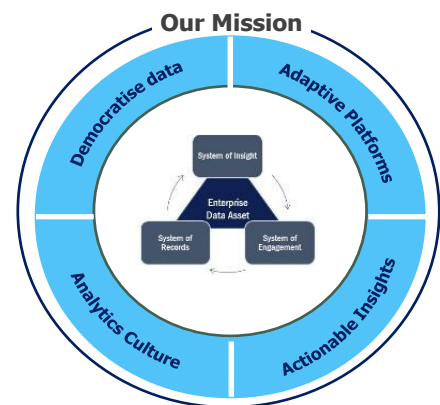 Our Mission
Democratise data
Adaptive Platforms
System of Insight
Enterprise
Data Asset
System of
Records
System of
Engagement
Analytics Culture
Actionable Insights